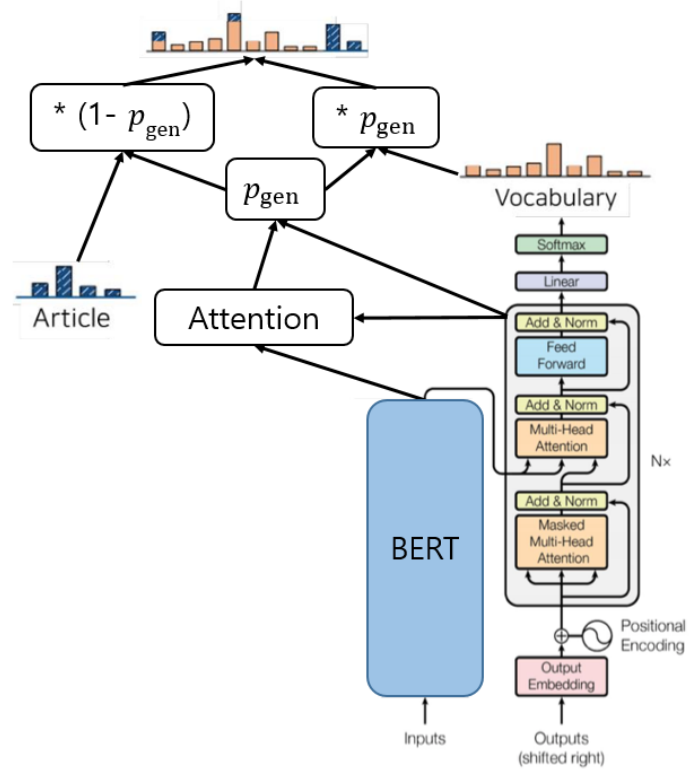 * (1- p_gen)
* p_gen
p_gen
Vocabulary
Softmax
Linear
Article
Attention
Add & Norm
Feed
Forward
Add & Norm
Multi-Head
Attention
N×
Add & Norm
Masked
Multi-Head
Attention
BERT
Positional
Encoding
Output
Embedding
Inputs
Outputs
(shifted right)